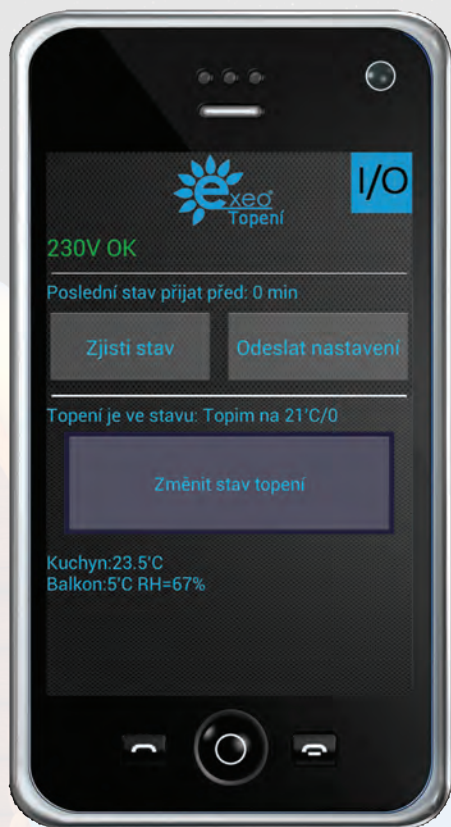 exeo®
Topení
I/O
230V OK
Poslední stav přijat před: 0 min
Zjisti stav
Odeslat nastavení
Topení je ve stavu: Topim na 21'C/0
Změnit stav topení
Kuchyn:23.5'C
Balkon:5'C RH=67%